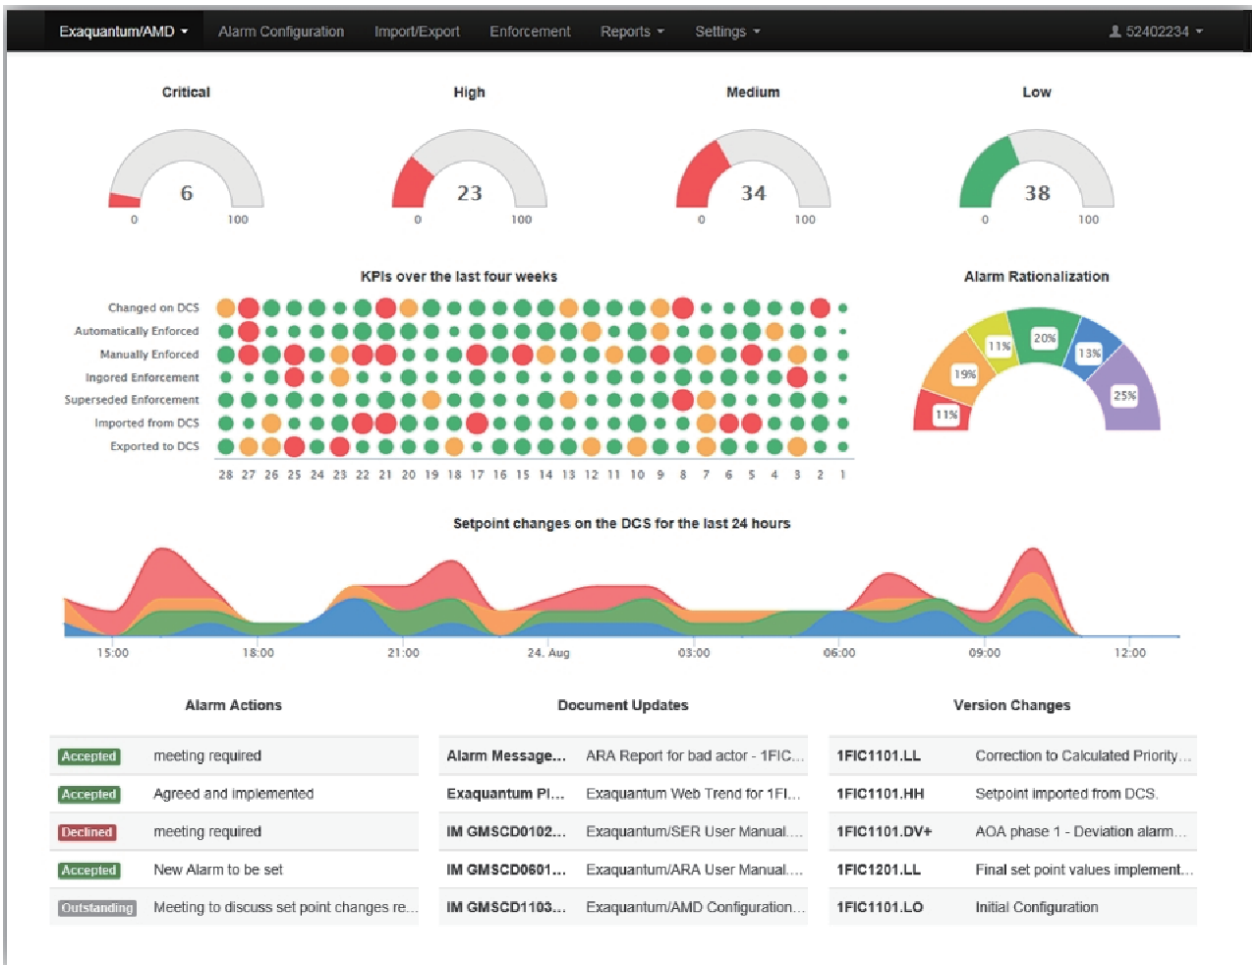 Exaquantum/AMD Alarm Configuration Import/Export Enforcement Reports Settings 52402234
Critical High Medium Low
6 23 34 38
0 100 0 100 0 100 0 100
KPIs over the last four weeks
Changed on DCS
Automatically Enforced
Manually Enforced
Ingored Enforcement
Superseded Enforcement
Imported from DCS
Exported to DCS
28 27 26 25 24 23 22 21 20 19 18 17 16 15 14 13 12 11 10 9 8 7 6 5 4 3 2 1
Alarm Rationalization
11% 19% 11% 20% 13% 25%
Setpoint changes on the DCS for the last 24 hours
15:00 18:00 21:00 24. Aug 03:00 06:00 09:00 12:00
Alarm Actions
Accepted meeting required
Accepted Agreed and implemented
Declined meeting required
Accepted New Alarm to be set
Outstanding Meeting to discuss set point changes re...
Document Updates
Alarm Message... ARA Report for bad actor - 1FIC...
Exaquantum Pl... Exaquantum Web Trend for 1FI...
IM GMSCD0102... Exaquantum/SER User Manual....
IM GMSCD0601... Exaquantum/ARA User Manual....
IM GMSCD1103... Exaquantum/AMD Configuration...
Version Changes
1FIC1101.LL Correction to Calculated Priority...
1FIC1101.HH Setpoint imported from DCS.
1FIC1101.DV+ AOA phase 1 - Deviation alarm...
1FIC1201.LL Final set point values implement...
1FIC1101.LO Initial Configuration